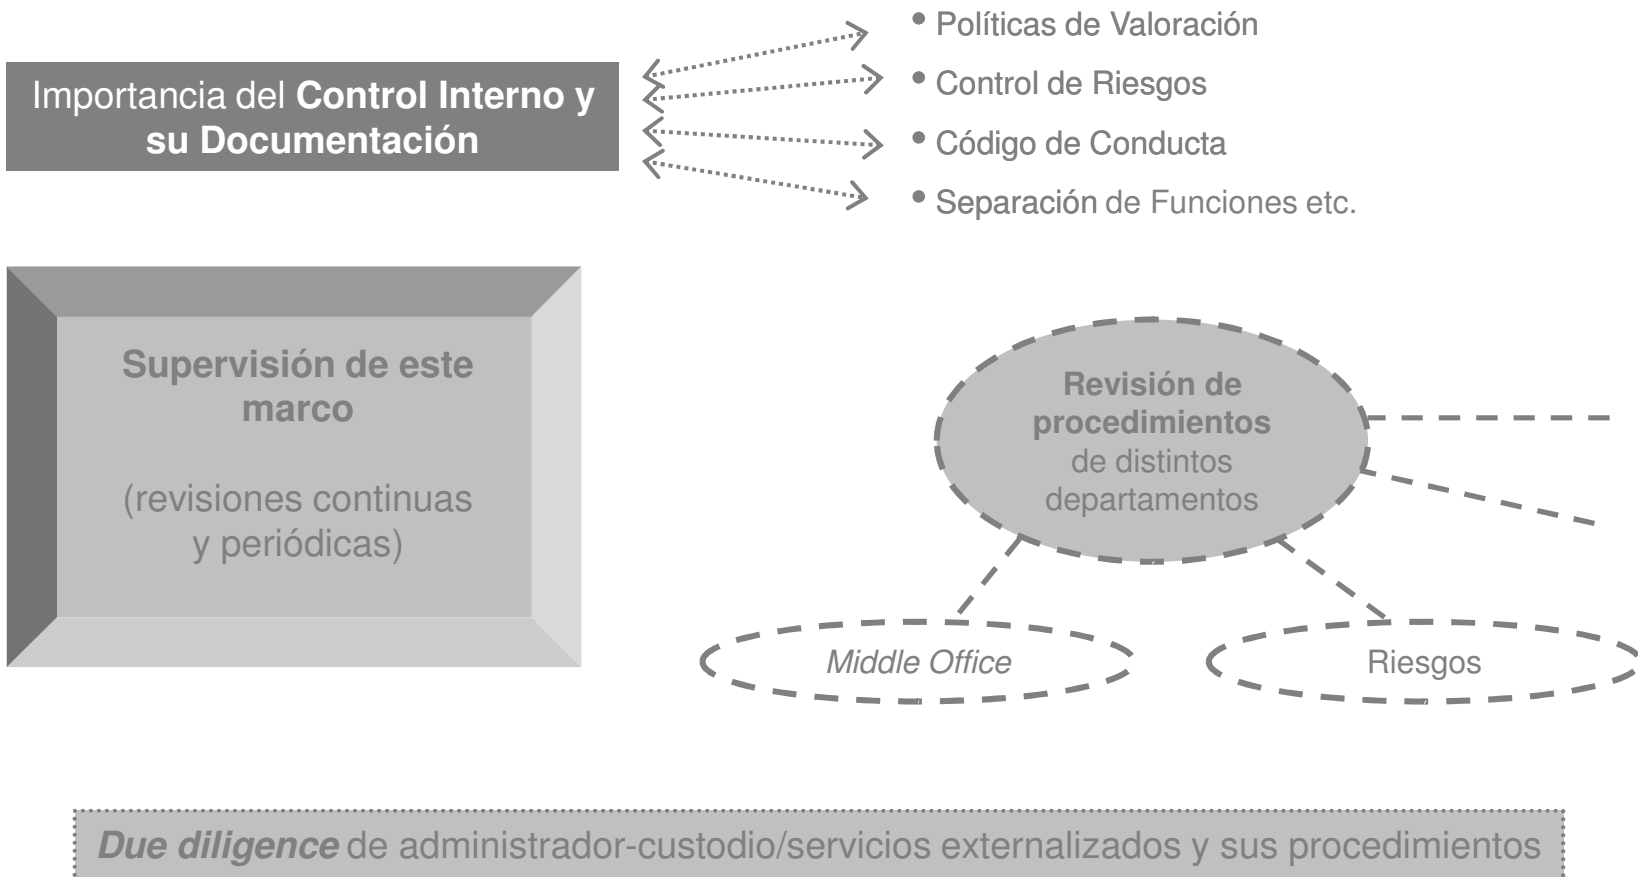 Importancia del Control Interno y
su Documentación
• Políticas de Valoración
• Control de Riesgos
• Código de Conducta
• Separación de Funciones etc.
Supervisión de este
marco
(revisiones continuas
y periódicas)
Revisión de
procedimientos
de distintos
departamentos
Middle Office
Riesgos
Due diligence de administrador-custodio/servicios externalizados y sus procedimientos